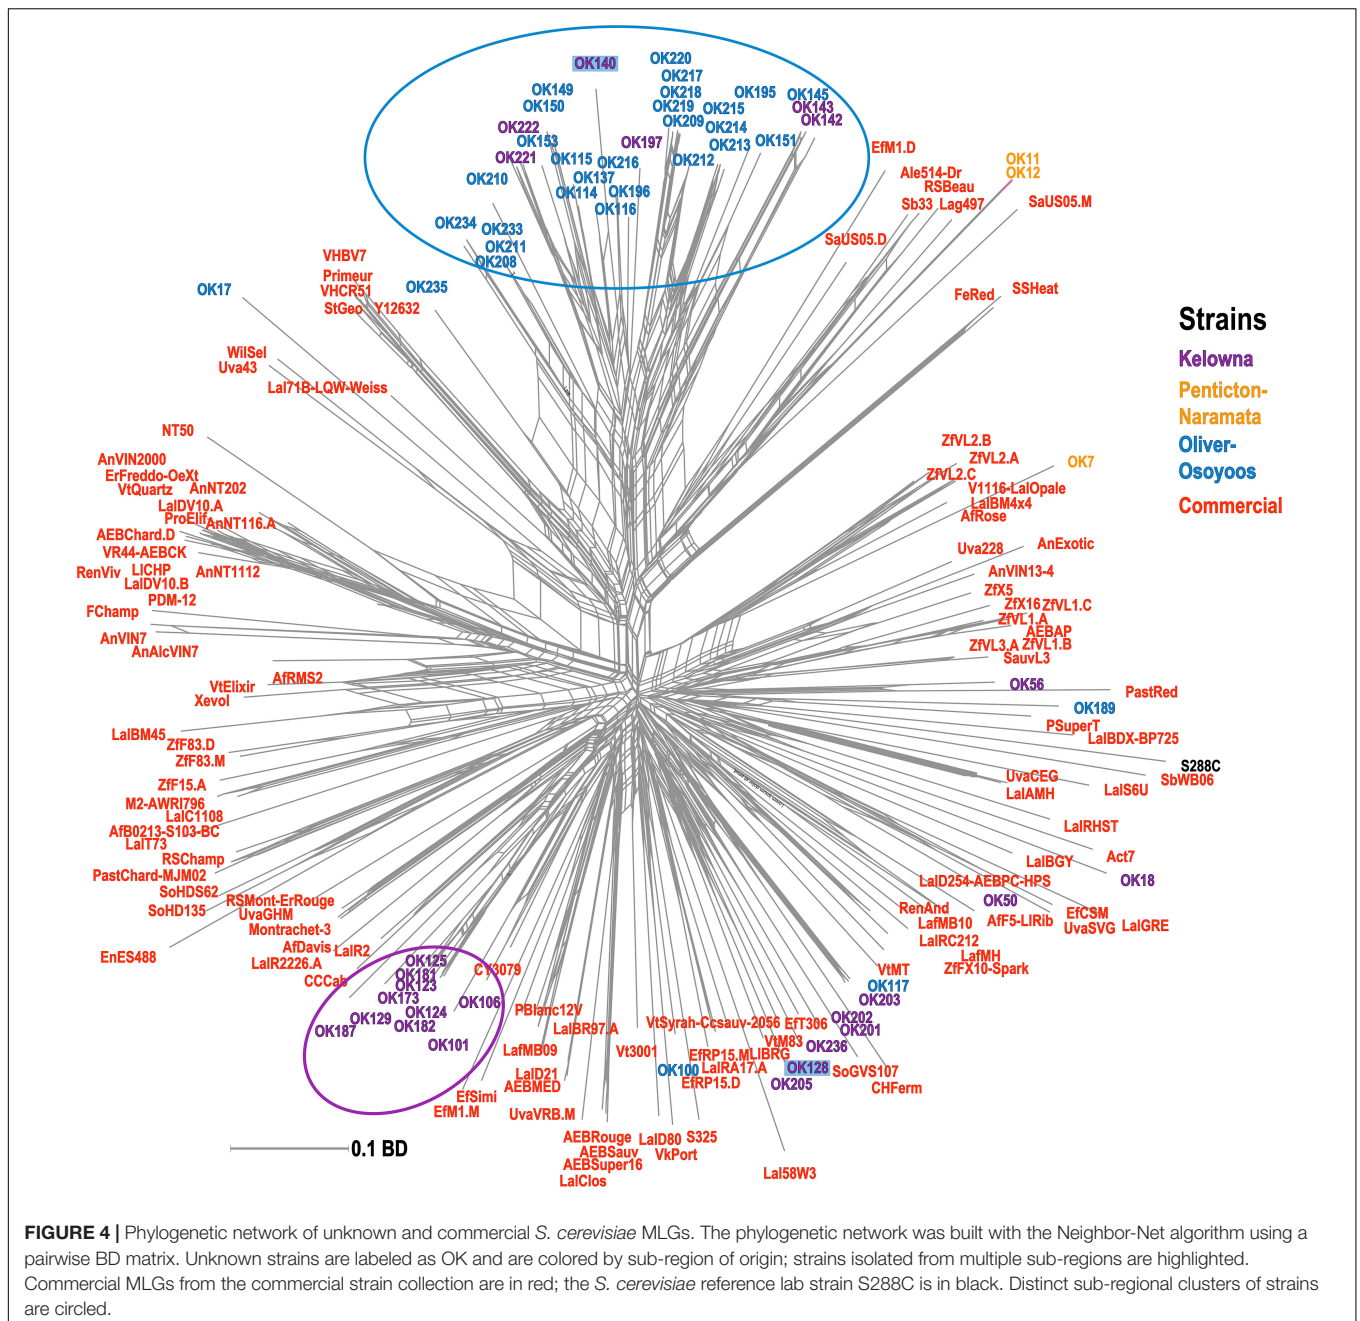 OK140
OK220
OK217
OK149
OK218
OK195
OK145
OK150
OK219
OK215
OK143
OK222
OK209
OK214
OK142
OK153
OK197
OK213
OK151
EfM1.D
OK221
OK115
OK216
OK212
OK11
OK210
OK137
Ale514-Dr
OK12
OK114
OK196
RSBeau
OK116
Sb33
Lag497
SaUS05.M
OK234
OK233
SaUS05.D
OK211
VHBV7
OK208
Primeur
OK17
VHCR51
OK235
FeRed
SSHeat
StGeo
Y12632
Strains
Kelowna
Penticton-
Naramata
Oliver-
Osoyoos
Commercial
WilSel
Uva43
Lal71B-LQW-Weiss
NT50
ZfVL2.B
AnVIN2000
ZfVL2.A
OK7
ErFreddo-OeXt
ZfVL2.C
VtQuartz
AnNT202
V1116-LalOpale
LalDV10.A
LalBM4x4
ProElif
AnNT116.A
AfRose
AEBChard.D
Uva228
AnExotic
VR44-AEBCK
RenViv
LICHP
AnNT1112
AnVIN13-4
LalDV10.B
ZfX5
PDM-12
ZfX16
ZfVL1.C
FChamp
ZfVL1.A
AEBAP
AnVIN7
ZfVL3.A
ZfVL1.B
AnAlcVIN7
SauvL3
AfRMS2
VtElixir
OK56
PastRed
Xevol
OK189
LalBM45
PSuperT
ZfF83.D
LalBDX-BP725
ZfF83.M
S288C
ZfF15.A
UvaCEG
SbWB06
M2-AWRI796
LalAMH
LalS6U
LalC1108
AfB0213-S103-BC
LalRHST
LalT73
RSChamp
LalBGY
Act7
PastChard-MJM02
LalD254-AEBPC-HPS
OK18
SoHDS62
RSMont-ErRouge
OK50
SoHD135
UvaGHM
RenAnd
EfCSM
Montrachet-3
LafMB10
AfF5-LIRib
UvaSVG
LalGRE
AfDavis
LalR2
LalRC212
EnES488
LalR2226.A
OK125
LafMH
CCCab
OK181
CY3079
VtMT
ZfFX10-Spark
OK123
OK117
OK173
OK106
OK203
OK129
OK124
PBlanc12V
OK202
OK187
OK182
LalBR97.A
VtSyrah-Ccsauv-2056
EfT306
OK201
OK101
LafMB09
Vt3001
VtM83
OK236
EfRP15.M
LIBRG
LalD21
OK100
LalRA17.A
OK128
SoGVS107
AEBMED
EfRP15.D
OK205
CHFerm
EfSimi
EfM1.M
UvaVRB.M
AEBRouge
LalD80
S325
0.1 BD
AEBSauv
VkPort
AEBSuper16
LalClos
Lal58W3
FIGURE 4 | Phylogenetic network of unknown and commercial S. cerevisiae MLGs. The phylogenetic network was built with the Neighbor-Net algorithm using a
pairwise BD matrix. Unknown strains are labeled as OK and are colored by sub-region of origin; strains isolated from multiple sub-regions are highlighted.
Commercial MLGs from the commercial strain collection are in red; the S. cerevisiae reference lab strain S288C is in black. Distinct sub-regional clusters of strains
are circled.